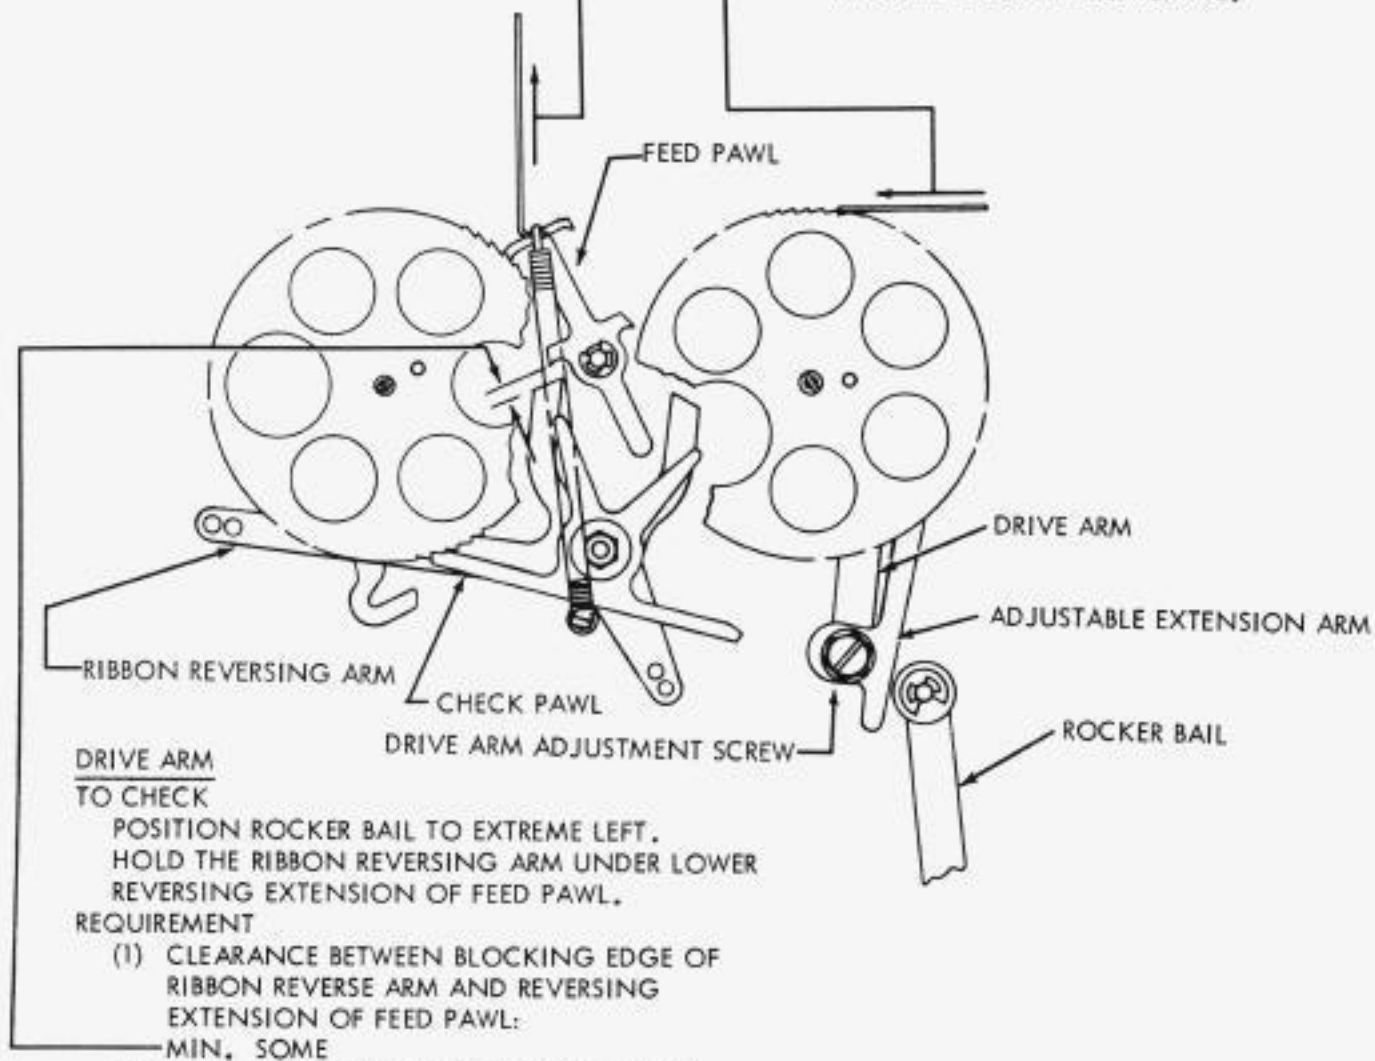 FEED PAWL
DRIVE ARM
ADJUSTABLE EXTENSION ARM
RIBBON REVERSING ARM
CHECK PAWL
DRIVE ARM ADJUSTMENT SCREW
ROCKER BAIL
DRIVE ARM
TO CHECK
POSITION ROCKER BAIL TO EXTREME LEFT.
HOLD THE RIBBON REVERSING ARM UNDER LOWER
REVERSING EXTENSION OF FEED PAWL.
REQUIREMENT
(1) CLEARANCE BETWEEN BLOCKING EDGE OF
RIBBON REVERSE ARM AND REVERSING
EXTENSION OF FEED PAWL:
MIN. SOME